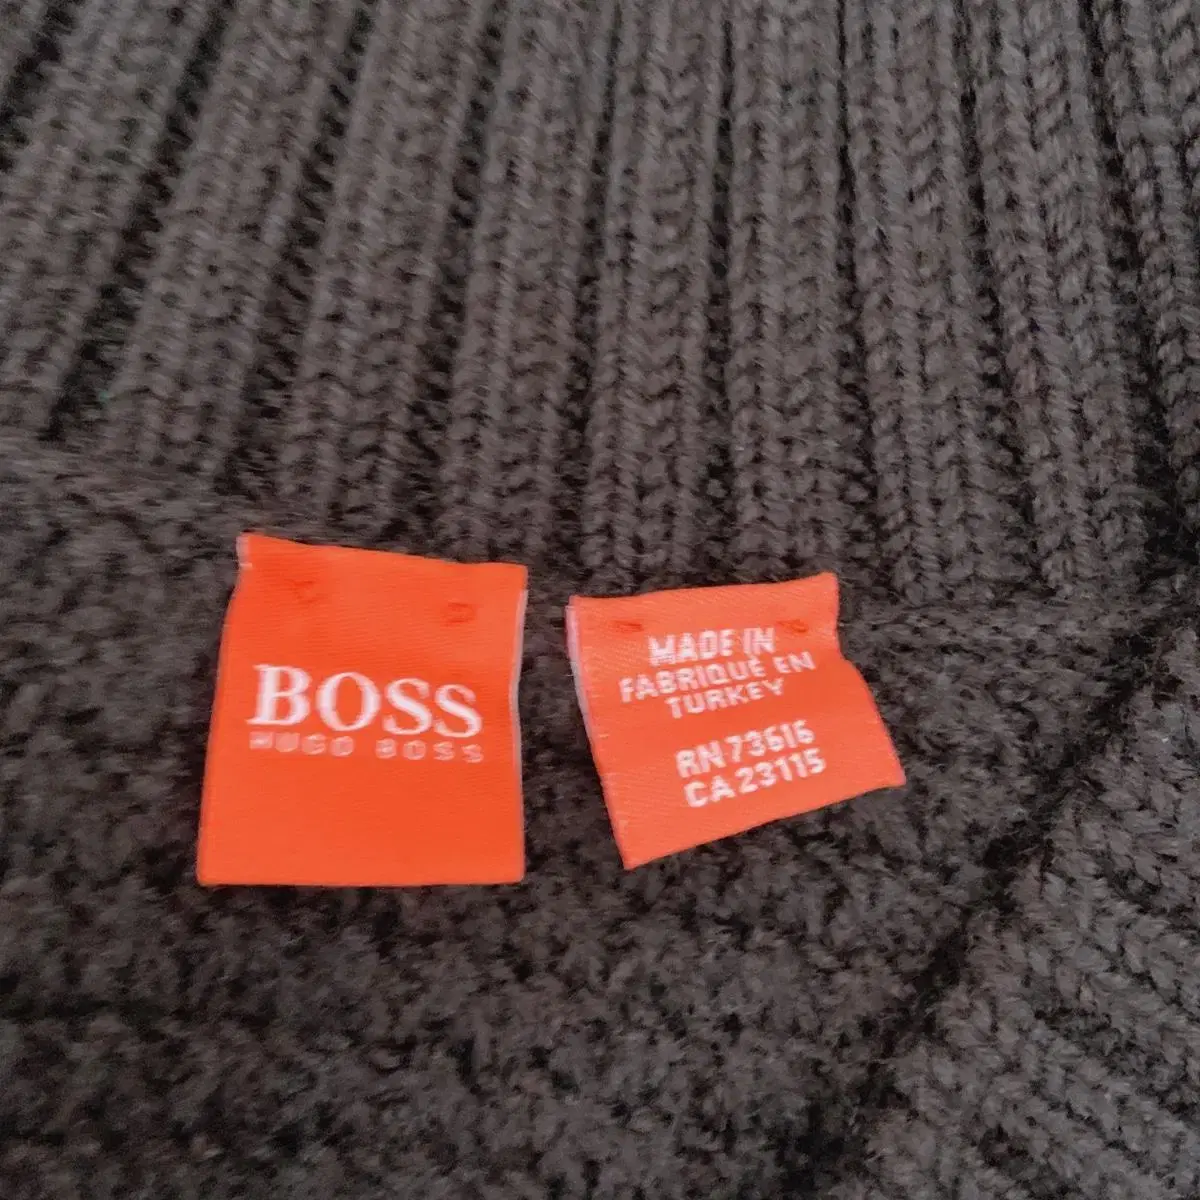 BOSS
HUGO BOSS
MADE IN
FABRIQUÉ EN
TURKEY
RN 73616
CA 23115